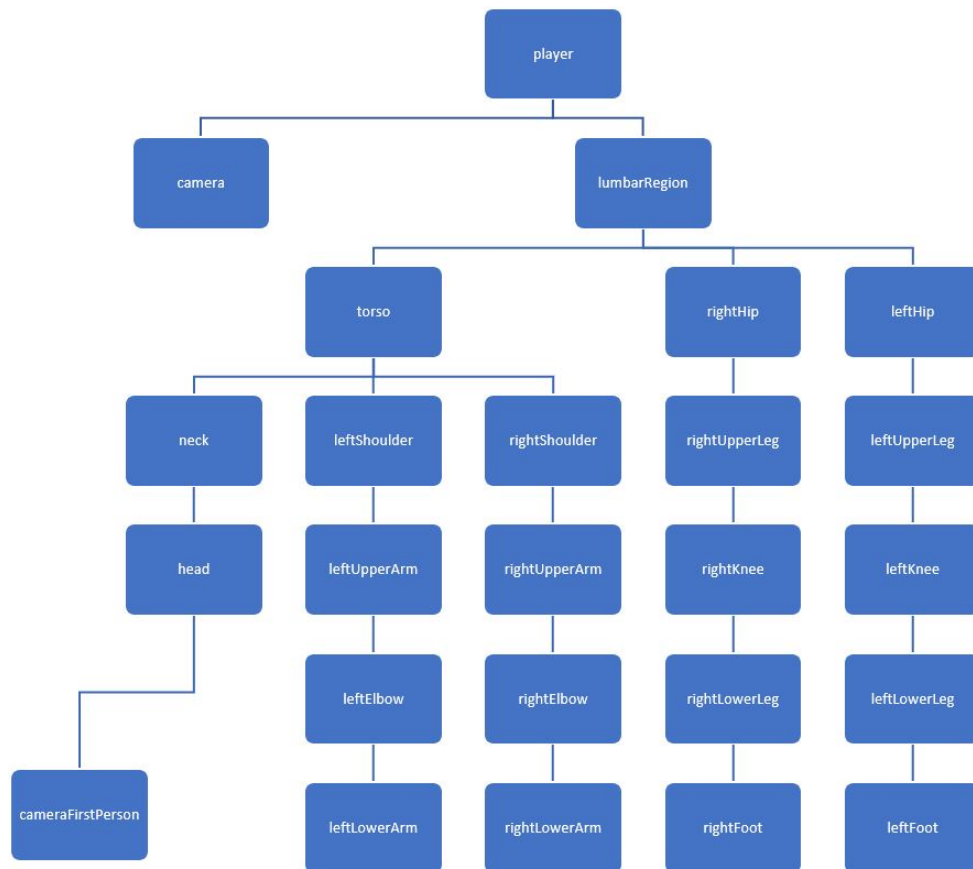 player
camera
lumbarRegion
torso
rightHip
leftHip
neck
leftShoulder
rightShoulder
rightUpperLeg
leftUpperLeg
head
leftUpperArm
rightUpperArm
rightKnee
leftKnee
leftElbow
rightElbow
rightLowerLeg
leftLowerLeg
cameraFirstPerson
leftLowerArm
rightLowerArm
rightFoot
leftFoot